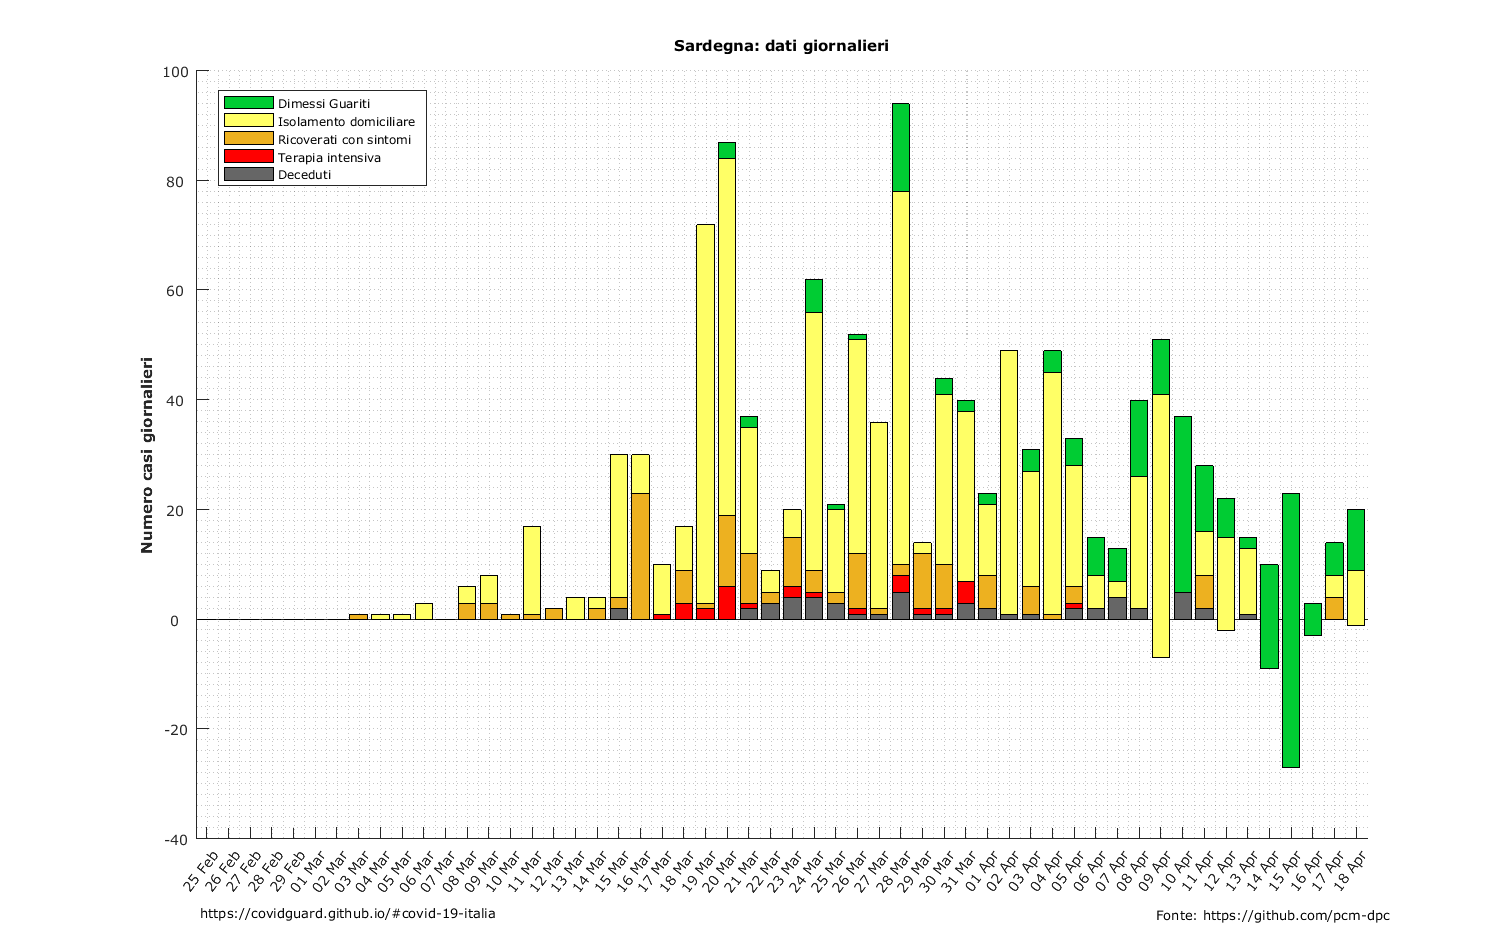 Sardegna: dati giornalieri
100
80
60
40
20
0
-20
-40
Numero casi giornalieri
Dimessi Guariti
Isolamento domiciliare
Ricoverati con sintomi
Terapia intensiva
Deceduti
25 Feb
26 Feb
27 Feb
28 Feb
29 Feb
01 Mar
02 Mar
03 Mar
04 Mar
05 Mar
06 Mar
07 Mar
08 Mar
09 Mar
10 Mar
11 Mar
12 Mar
13 Mar
14 Mar
15 Mar
16 Mar
17 Mar
18 Mar
19 Mar
20 Mar
21 Mar
22 Mar
23 Mar
24 Mar
25 Mar
26 Mar
27 Mar
28 Mar
29 Mar
30 Mar
31 Mar
01 Apr
02 Apr
03 Apr
04 Apr
05 Apr
06 Apr
07 Apr
08 Apr
09 Apr
10 Apr
11 Apr
12 Apr
13 Apr
14 Apr
15 Apr
16 Apr
17 Apr
18 Apr
https://covidguard.github.io/#covid-19-italia
Fonte: https://github.com/pcm-dpc